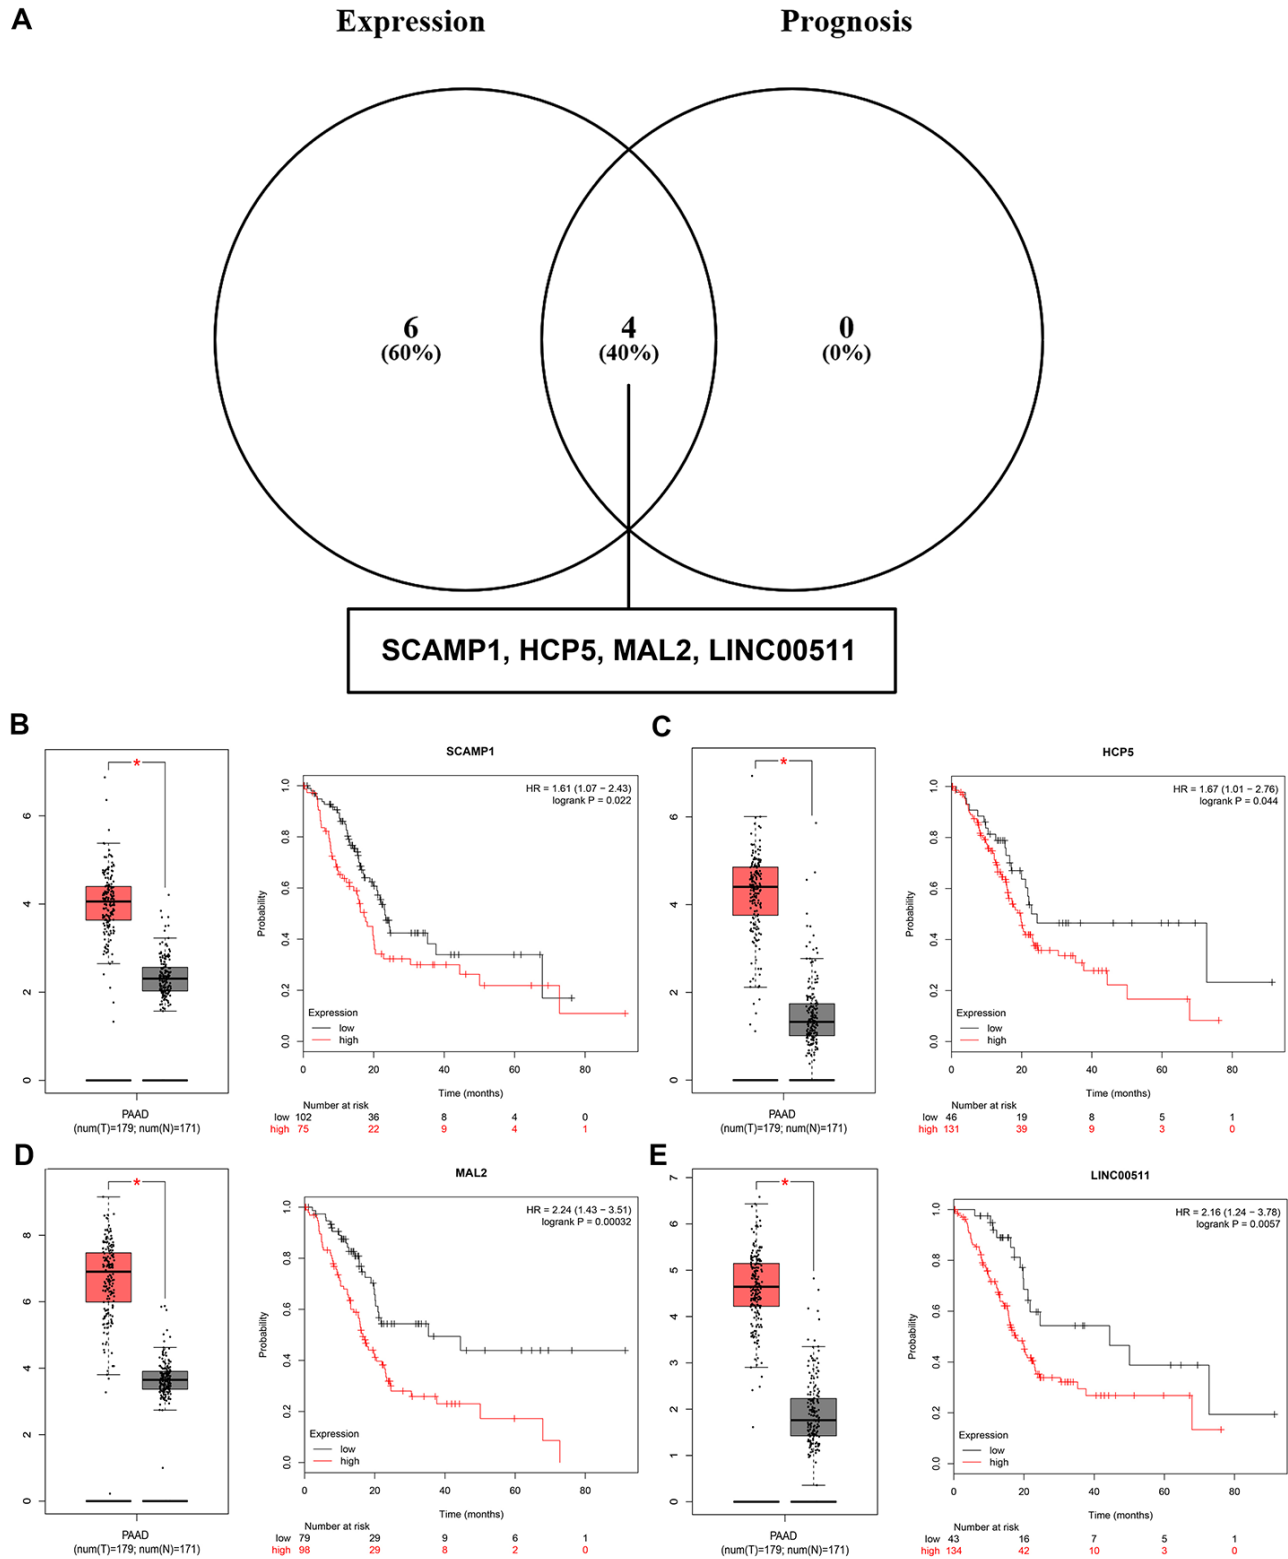 A
Expression
Prognosis
6
(60%)
4
(40%)
0
(0%)
SCAMP1, HCP5, MAL2, LINC00511
B
*
6
4
2
0
PAAD
(num(T)=179; num(N)=171)
SCAMP1
HR = 1.61 (1.07 − 2.43)
logrank P = 0.022
Probability
1.0
0.8
0.6
0.4
0.2
0.0
Expression
low
high
0 20 40 60 80
Time (months)
Number at risk
low 102 36 8 4 0
high 75 22 9 4 1
C
*
6
4
2
0
PAAD
(num(T)=179; num(N)=171)
HCP5
HR = 1.67 (1.01 − 2.76)
logrank P = 0.044
Probability
1.0
0.8
0.6
0.4
0.2
0.0
Expression
low
high
0 20 40 60 80
Time (months)
Number at risk
low 46 19 8 5 1
high 131 39 9 3 0
D
*
8
6
4
2
0
PAAD
(num(T)=179; num(N)=171)
MAL2
HR = 2.24 (1.43 − 3.51)
logrank P = 0.00032
Probability
1.0
0.8
0.6
0.4
0.2
0.0
Expression
low
high
0 20 40 60 80
Time (months)
Number at risk
low 79 29 9 6 1
high 98 29 8 2 0
E
*
7
6
5
4
3
2
1
0
PAAD
(num(T)=179; num(N)=171)
LINC00511
HR = 2.16 (1.24 − 3.78)
logrank P = 0.0057
Probability
1.0
0.8
0.6
0.4
0.2
0.0
Expression
low
high
0 20 40 60 80
Time (months)
Number at risk
low 43 16 7 5 1
high 134 42 10 3 0